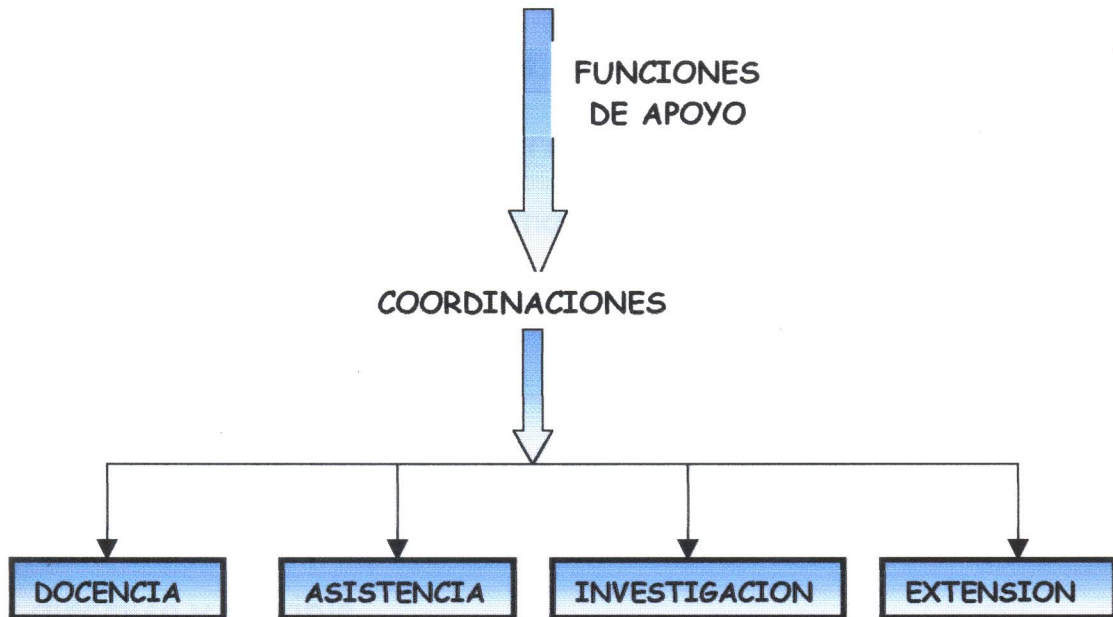 FUNCIONES
DE APOYO
COORDINACIONES
DOCENCIA
ASISTENCIA
INVESTIGACION
EXTENSION